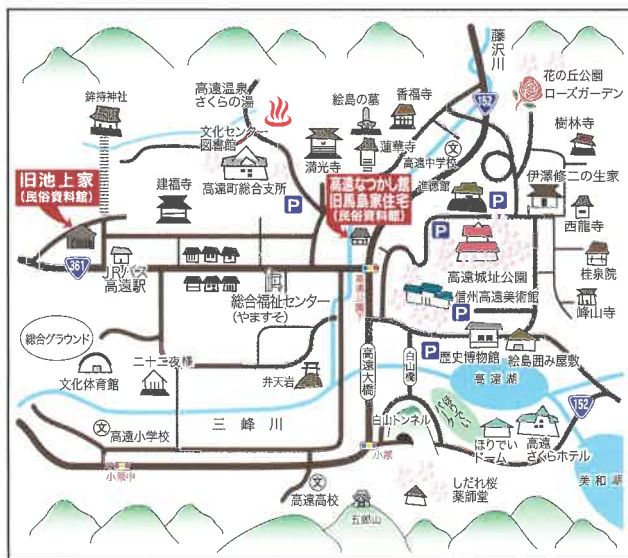 藤沢川
152
花の丘公園
ローズガーデン
鉾持神社
高遠温泉
さくらの湯
絵島の墓
香福寺
文化センター
図書館
満光寺
蓮華寺
文
高遠中学校
樹林寺
進徳館
伊澤修二の生家
旧池上家
(民俗資料館)
建福寺
高遠町総合支所
P
高遠なつかし館
旧馬島家住宅
(民俗資料館)
P
P
西龍寺
高遠城址公園
桂泉院
361
JRバス
高遠駅
総合福祉センター
(やますそ)
信州高遠美術館
峰山寺
P
総合グラウンド
高遠大橋
白山橋
P
歴史博物館
絵島囲み屋敷
文化体育館
二十二夜様
弁天岩
高遠湖
152
三峰川
白山トンネル
文
高遠小学校
ほりでい
ドーム
高遠
さくらホテル
小原
美和湖
文
高遠高校
しだれ桜
薬師堂
五郎山